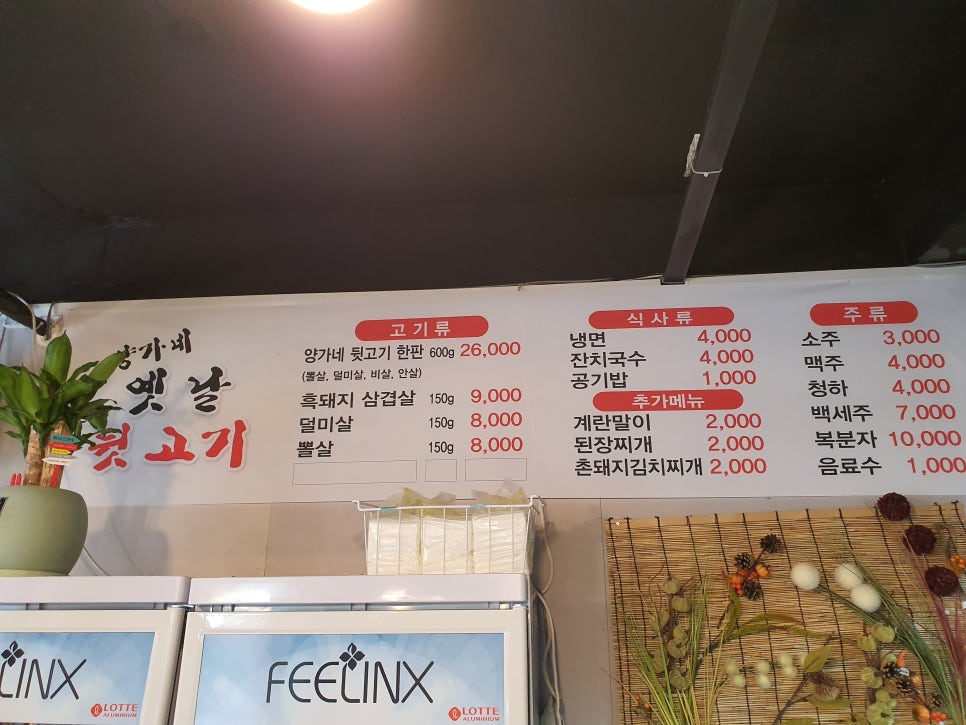 양가네
옛날
뒷고기
고기류
양가네 뒷고기 한판 600g 26,000
(뽈살, 덜미살, 비살, 안살)
흑돼지 삼겹살 150g 9,000
덜미살 150g 8,000
뽈살 150g 8,000
식사류
냉면 4,000
잔치국수 4,000
공기밥 1,000
추가메뉴
계란말이 2,000
된장찌개 2,000
촌돼지김치찌개 2,000
주류
소주 3,000
맥주 4,000
청하 4,000
백세주 7,000
복분자 10,000
음료수 1,000
LINX
LOTTE
ALUMINIUM
FEELINX
LOTTE
ALUMINIUM